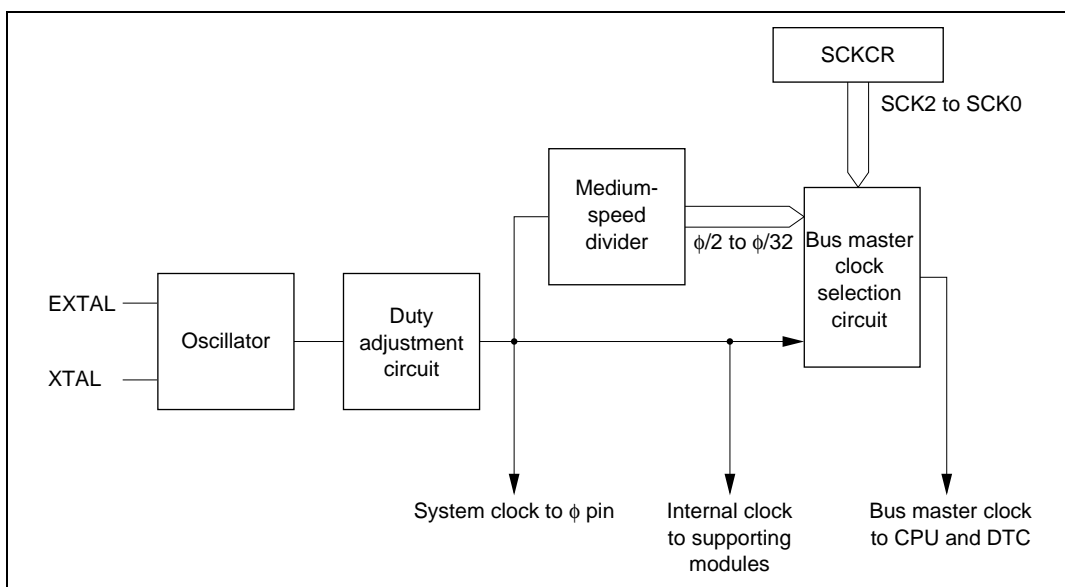 SCKCR
SCK2 to SCK0
Medium-
speed
divider
ϕ/2 to ϕ/32
Bus master
clock
selection
circuit
EXTAL
XTAL
Oscillator
Duty
adjustment
circuit
System clock to ϕ pin
Internal clock
to supporting
modules
Bus master clock
to CPU and DTC